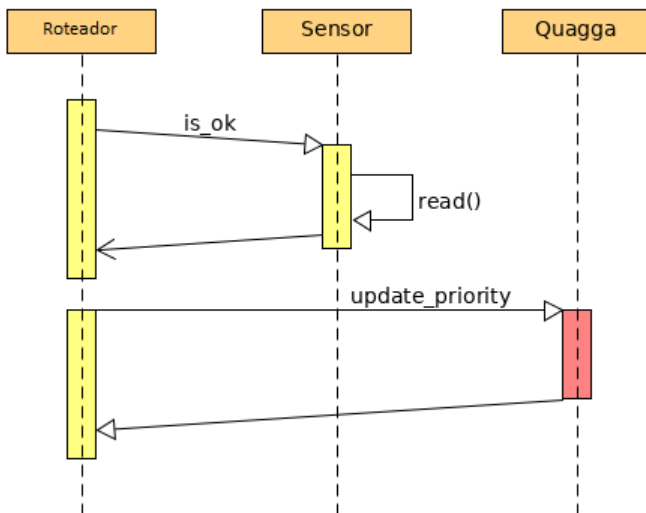 Roteador
Sensor
Quagga
is_ok
read()
update_priority